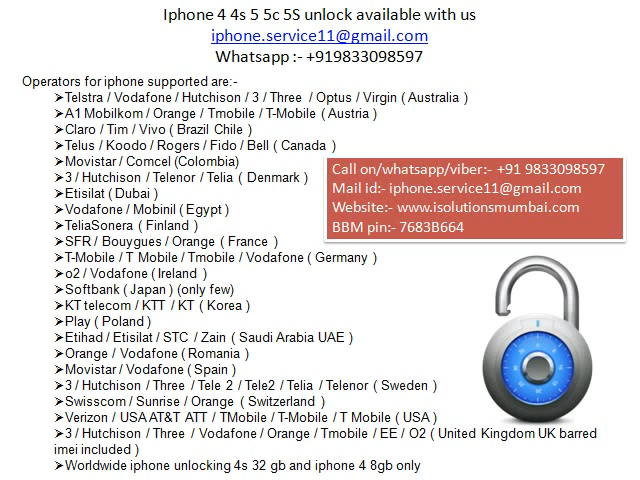 Iphone 4 4s 5 5c 5S unlock available with us
iphone.service11@gmail.com
Whatsapp :- +919833098597
Operators for iphone supported are:-
➢Telstra / Vodafone / Hutchison / 3 / Three / Optus / Virgin ( Australia )
➢A1 Mobilkom / Orange / Tmobile / T-Mobile ( Austria )
➢Claro / Tim / Vivo ( Brazil Chile )
➢Telus / Koodo / Rogers / Fido / Bell ( Canada )
➢Movistar / Comcel (Colombia)
➢3 / Hutchison / Telenor / Telia ( Denmark )
➢Etisilat ( Dubai )
➢Vodafone / Mobinil ( Egypt )
➢TeliaSonera ( Finland )
➢SFR / Bouygues / Orange ( France )
➢T-Mobile / T Mobile / Tmobile / Vodafone ( Germany )
➢o2 / Vodafone ( Ireland )
➢Softbank ( Japan ) (only few)
➢KT telecom / KTT / KT ( Korea )
➢Play ( Poland )
➢Etihad / Etisilat / STC / Zain ( Saudi Arabia UAE )
➢Orange / Vodafone ( Romania )
➢Movistar / Vodafone ( Spain )
➢3 / Hutchison / Three / Tele 2 / Tele2 / Telia / Telenor ( Sweden )
➢Swisscom / Sunrise / Orange ( Switzerland )
➢Verizon / USA AT&T ATT / TMobile / T-Mobile / T Mobile ( USA )
➢3 / Hutchison / Three / Vodafone / Orange / Tmobile / EE / O2 ( United Kingdom UK barred
imei included )
➢Worldwide iphone unlocking 4s 32 gb and iphone 4 8gb only
Call on/whatsapp/viber:- +91 9833098597
Mail id:- iphone.service11@gmail.com
Website:- www.isolutionsmumbai.com
BBM pin:- 7683B664